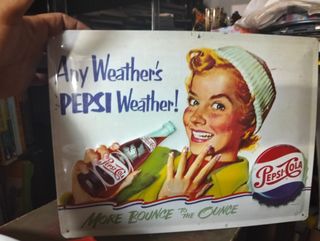 Any Weather's
PEPSI Weather!
Pepsi-Cola
PEPSI-COLA
MORE BOUNCE TO THE OUNCE